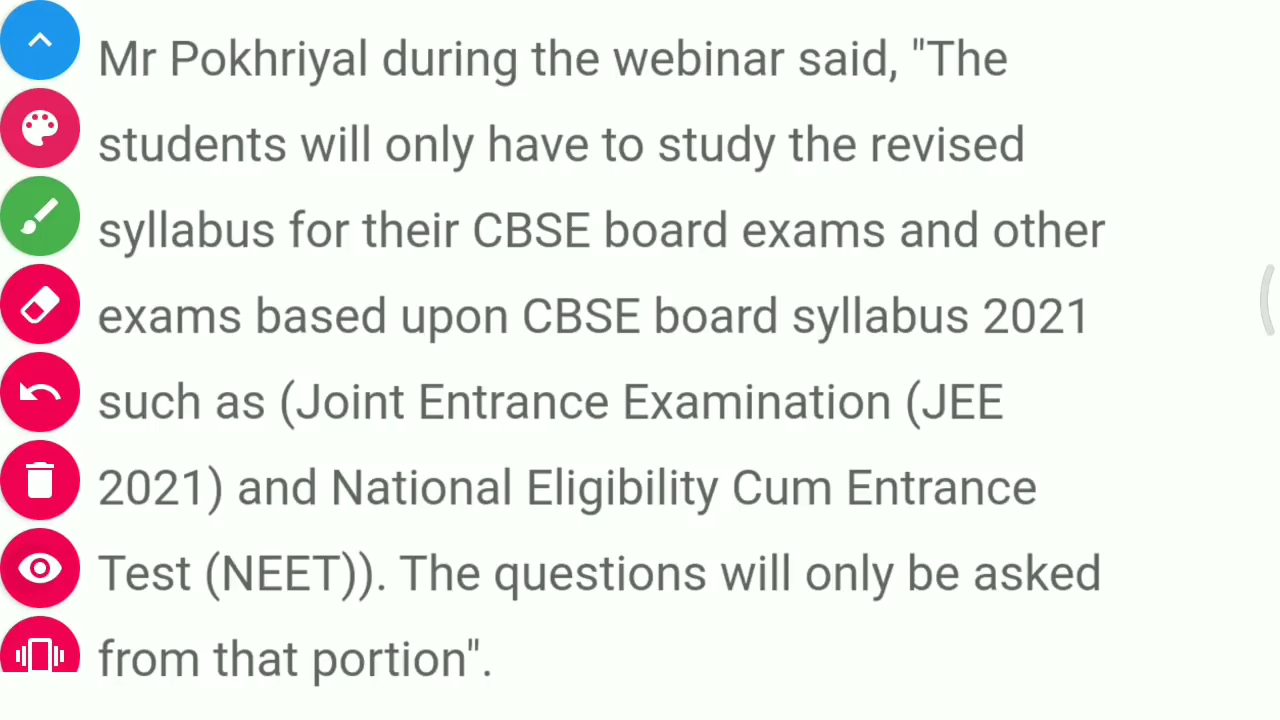 Mr Pokhriyal during the webinar said, "The
students will only have to study the revised
syllabus for their CBSE board exams and other
exams based upon CBSE board syllabus 2021
such as (Joint Entrance Examination (JEE
2021) and National Eligibility Cum Entrance
Test (NEET)). The questions will only be asked
from that portion".